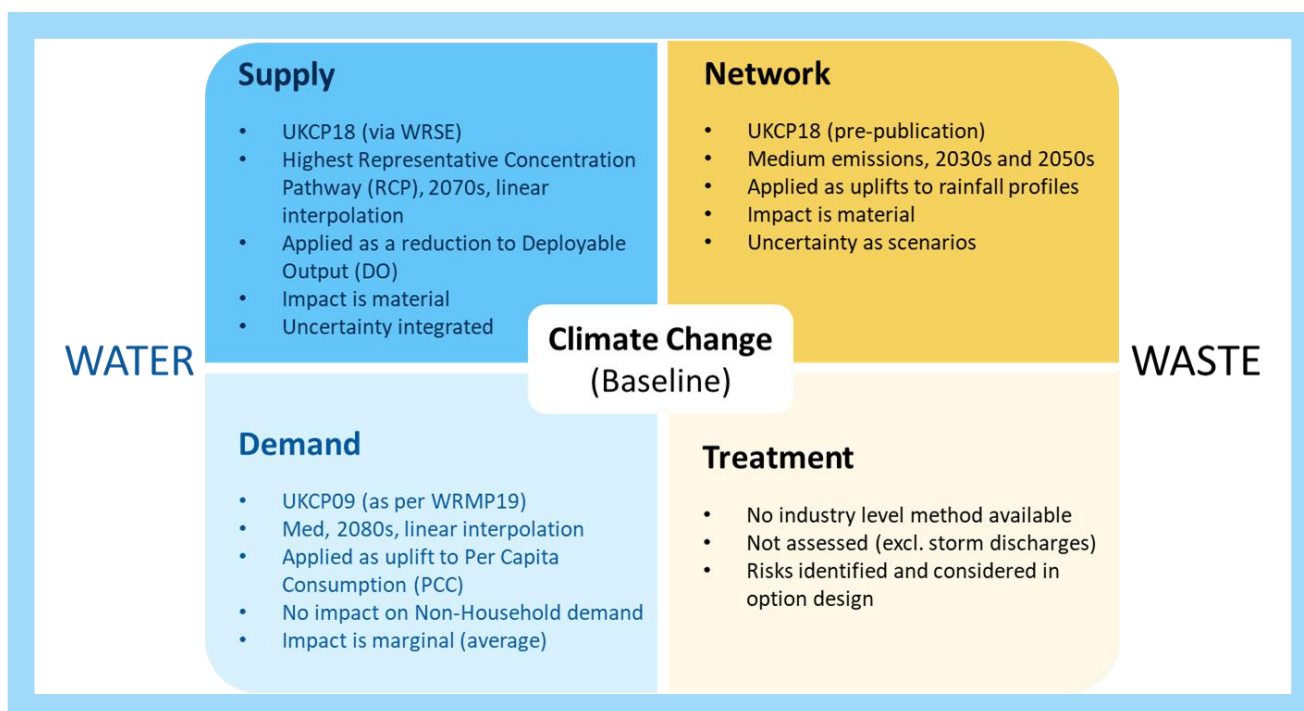 Supply
• UKCP18 (via WRSE)
• Highest Representative Concentration
Pathway (RCP), 2070s, linear
interpolation
• Applied as a reduction to Deployable
Output (DO)
• Impact is material
• Uncertainty integrated
Network
• UKCP18 (pre-publication)
• Medium emissions, 2030s and 2050s
• Applied as uplifts to rainfall profiles
• Impact is material
• Uncertainty as scenarios
WATER
Climate Change
(Baseline)
WASTE
Demand
• UKCP09 (as per WRMP19)
• Med, 2080s, linear interpolation
• Applied as uplift to Per Capita
Consumption (PCC)
• No impact on Non-Household demand
• Impact is marginal (average)
Treatment
• No industry level method available
• Not assessed (excl. storm discharges)
• Risks identified and considered in
option design